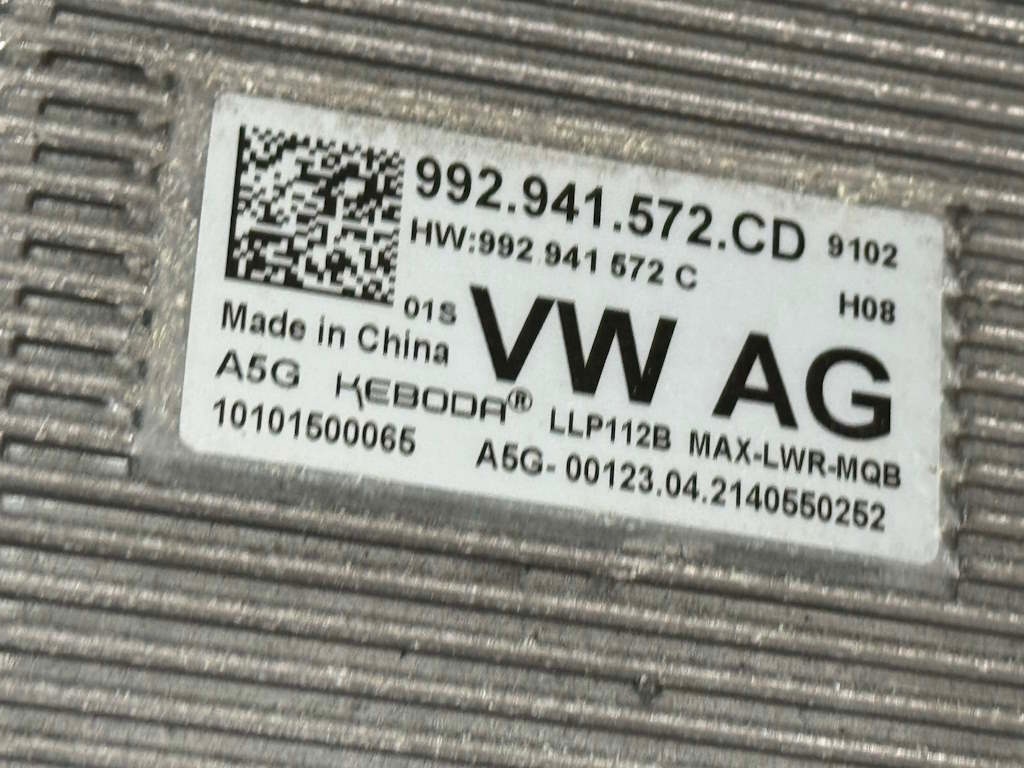 992.941.572.CD 9102
HW:992 941 572 C
H08
01S
VW AG
Made in China
A5G KEBODA® LLP112B MAX-LWR-MQB
10101500065 A5G-00123.04.2140550252